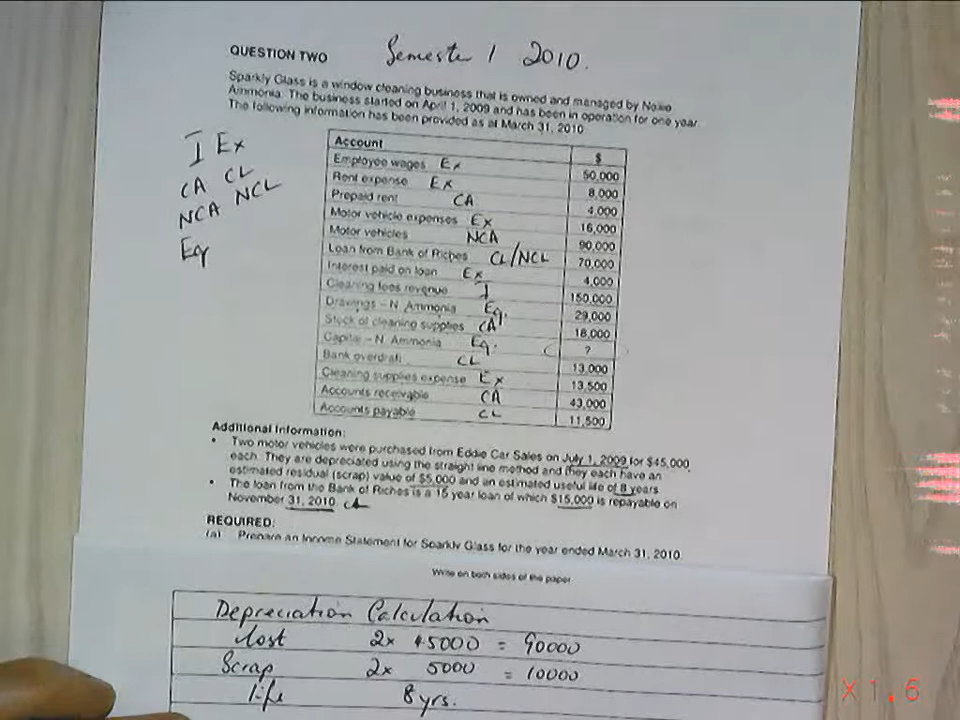 QUESTION TWO Semester 1 2010.
Sparkly Glass is a window cleaning business that is owned and managed by
Ammonia. The business started on April 1, 2009 and has been in operation for one year.
The following information has been provided as at March 31, 2010
I Ex
CA CL
NCA NCL
Eq
Account $
Employee wages Ex 50,000
Rent expense Ex 8,000
Prepaid rent CA 4,000
Motor vehicle expenses Ex 16,000
Motor vehicles NCA 90,000
Loan from Bank of Riches CL/NCL 70,000
Interest paid on loan Ex 4,000
Cleaning fees revenue I 150,000
Drawings – N. Ammonia Eq. 29,000
Stock of cleaning supplies CA 18,000
Capital – N. Ammonia Eq. ?
Bank overdraft CL 13,000
Cleaning supplies expense Ex 13,500
Accounts receivable CA 43,000
Accounts payable CL 11,500
Additional Information:
• Two motor vehicles were purchased from Eddie Car Sales on July 1, 2009 for $45,000
each. They are depreciated using the straight line method and they each have an
estimated residual (scrap) value of $5,000 and an estimated useful life of 8 years
• The loan from the Bank of Riches is a 15 year loan of which $15,000 is repayable on
November 31, 2010
REQUIRED:
(a) Prepare an Income Statement for Sparkly Glass for the year ended March 31, 2010.
Write on both sides of the paper
Depreciation Calculation
Cost 2x 45000 = 90000
Scrap 2x 5000 = 10000
life 8 yrs.
X1.6